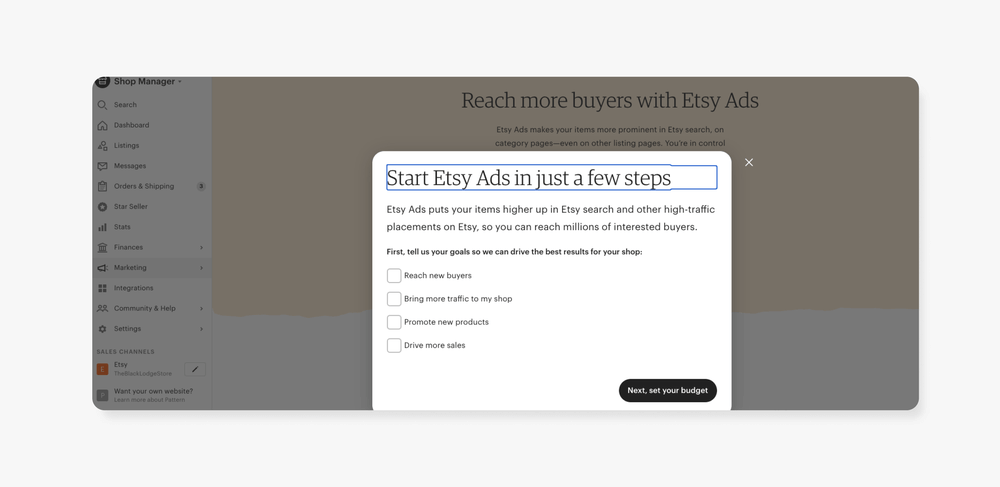 Shop Manager
Search
Dashboard
Listings
Messages
Orders & Shipping 3
Star Seller
Stats
Finances
Marketing
Integrations
Community & Help
Settings
SALES CHANNELS
E Etsy
TheBlackLodgeStore
P Want your own website?
Learn more about Pattern
Reach more buyers with Etsy Ads
Etsy Ads makes your items more prominent in Etsy search, on
category pages—even on other listing pages. You're in control
Start Etsy Ads in just a few steps
Etsy Ads puts your items higher up in Etsy search and other high-traffic
placements on Etsy, so you can reach millions of interested buyers.
First, tell us your goals so we can drive the best results for your shop:
Reach new buyers
Bring more traffic to my shop
Promote new products
Drive more sales
Next, set your budget